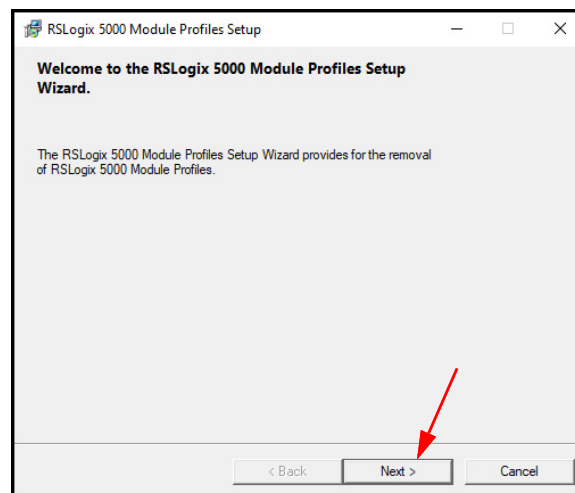 RSLogix 5000 Module Profiles Setup
Welcome to the RSLogix 5000 Module Profiles Setup
Wizard.
The RSLogix 5000 Module Profiles Setup Wizard provides for the removal
of RSLogix 5000 Module Profiles.
< Back Next > Cancel